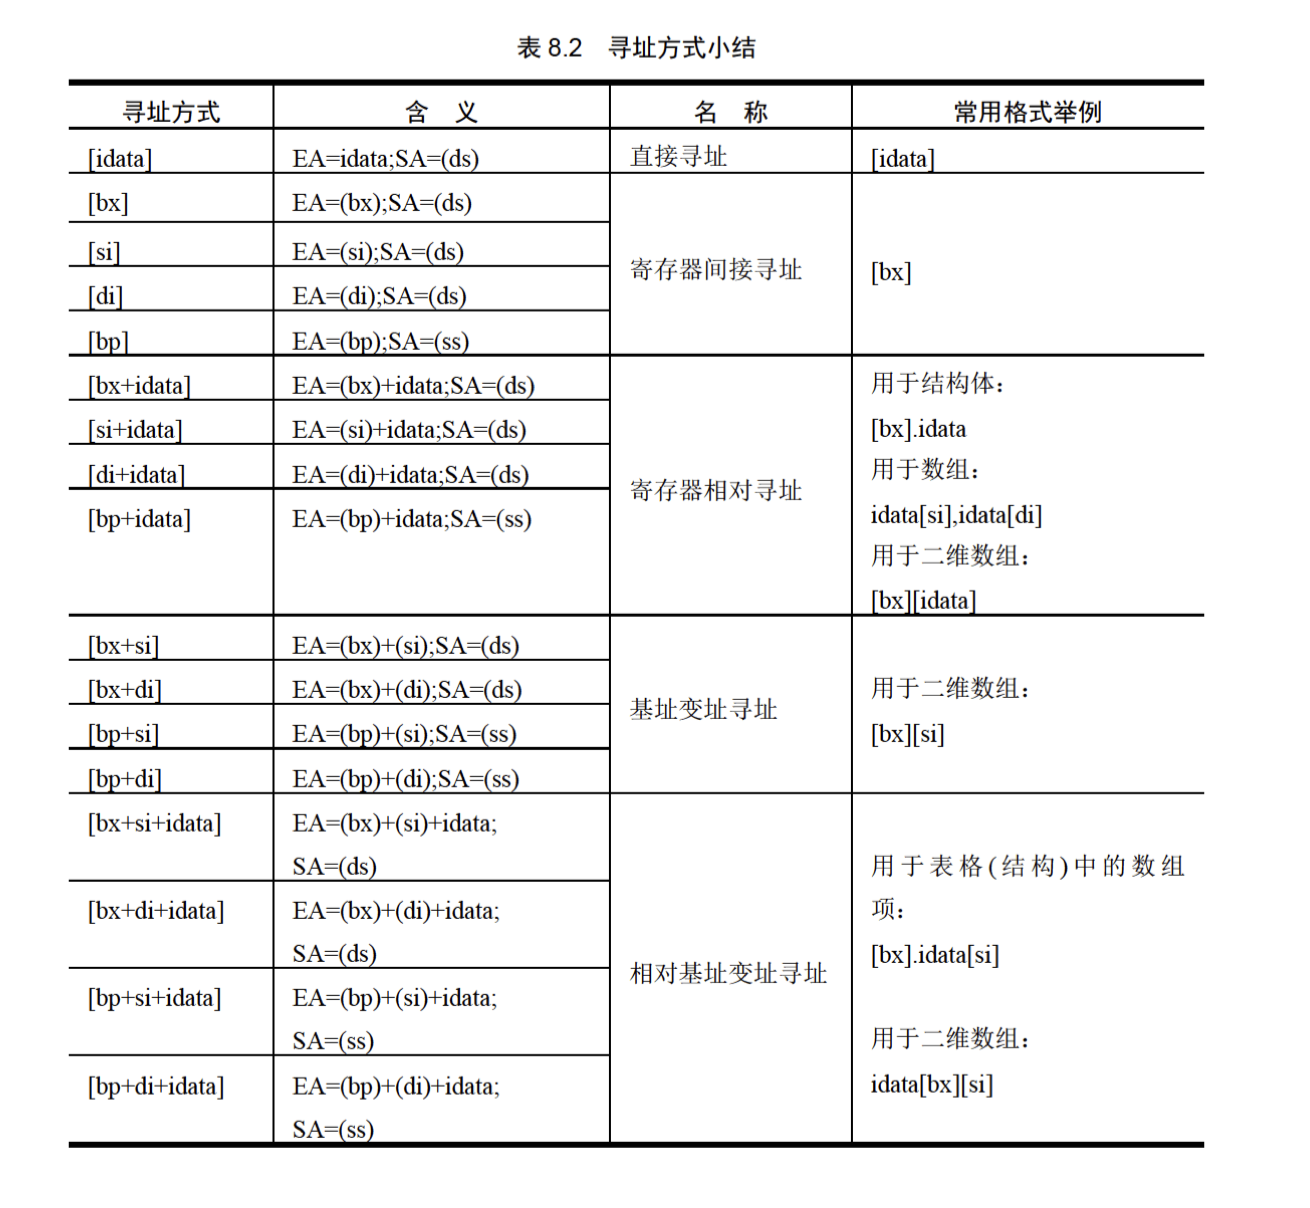 表 8.2 寻址方式小结
寻址方式 含 义 名 称 常用格式举例
[idata] EA=idata;SA=(ds) 直接寻址 [idata]
[bx] EA=(bx);SA=(ds)
[si] EA=(si);SA=(ds)
[di] EA=(di);SA=(ds)
[bp] EA=(bp);SA=(ss)
寄存器间接寻址 [bx]
[bx+idata] EA=(bx)+idata;SA=(ds)
[si+idata] EA=(si)+idata;SA=(ds)
[di+idata] EA=(di)+idata;SA=(ds)
[bp+idata] EA=(bp)+idata;SA=(ss)
寄存器相对寻址
用于结构体：
[bx].idata
用于数组：
idata[si],idata[di]
用于二维数组：
[bx][idata]
[bx+si] EA=(bx)+(si);SA=(ds)
[bx+di] EA=(bx)+(di);SA=(ds)
[bp+si] EA=(bp)+(si);SA=(ss)
[bp+di] EA=(bp)+(di);SA=(ss)
基址变址寻址
用于二维数组：
[bx][si]
[bx+si+idata] EA=(bx)+(si)+idata;
SA=(ds)
[bx+di+idata] EA=(bx)+(di)+idata;
SA=(ds)
[bp+si+idata] EA=(bp)+(si)+idata;
SA=(ss)
[bp+di+idata] EA=(bp)+(di)+idata;
SA=(ss)
相对基址变址寻址
用于表格(结构)中的数组
项：
[bx].idata[si]
用于二维数组：
idata[bx][si]